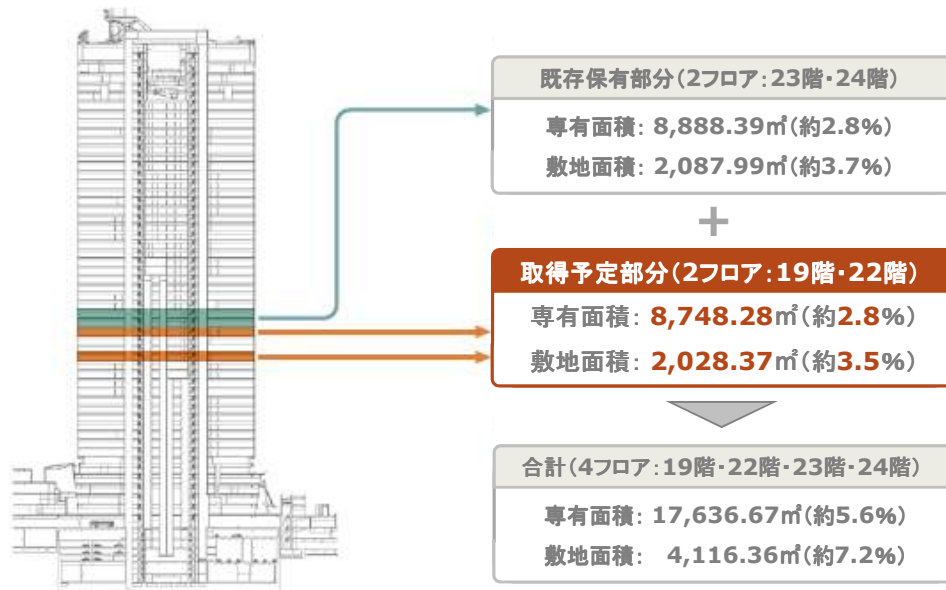 既存保有部分(2フロア：23階・24階)
専有面積： 8,888.39㎡(約2.8%)
敷地面積： 2,087.99㎡(約3.7%)
+
取得予定部分(2フロア：19階・22階)
専有面積： 8,748.28㎡(約2.8%)
敷地面積： 2,028.37㎡(約3.5%)
合計(4フロア：19階・22階・23階・24階)
専有面積： 17,636.67㎡(約5.6%)
敷地面積： 4,116.36㎡(約7.2%)